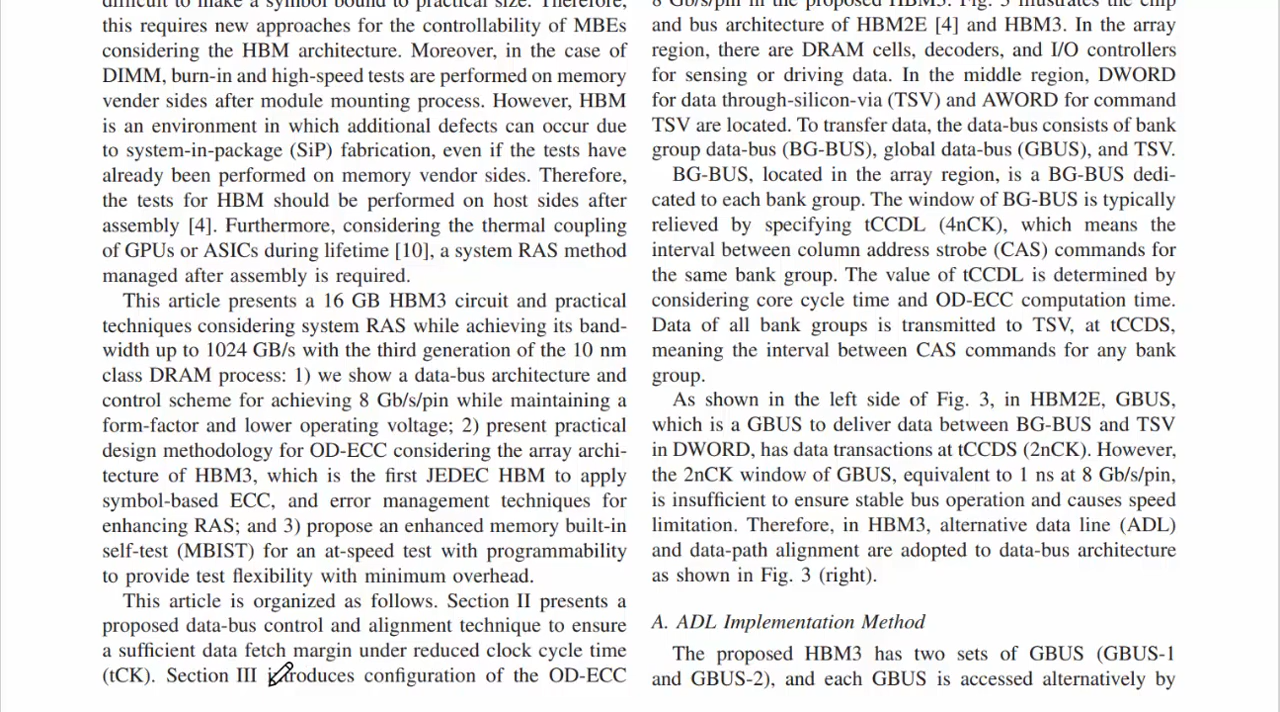 difficult to make a symbol bound to practical size. Therefore,
this requires new approaches for the controllability of MBEs
considering the HBM architecture. Moreover, in the case of
DIMM, burn-in and high-speed tests are performed on memory
vender sides after module mounting process. However, HBM
is an environment in which additional defects can occur due
to system-in-package (SiP) fabrication, even if the tests have
already been performed on memory vendor sides. Therefore,
the tests for HBM should be performed on host sides after
assembly [4]. Furthermore, considering the thermal coupling
of GPUs or ASICs during lifetime [10], a system RAS method
managed after assembly is required.
This article presents a 16 GB HBM3 circuit and practical
techniques considering system RAS while achieving its band-
width up to 1024 GB/s with the third generation of the 10 nm
class DRAM process: 1) we show a data-bus architecture and
control scheme for achieving 8 Gb/s/pin while maintaining a
form-factor and lower operating voltage; 2) present practical
design methodology for OD-ECC considering the array archi-
tecture of HBM3, which is the first JEDEC HBM to apply
symbol-based ECC, and error management techniques for
enhancing RAS; and 3) propose an enhanced memory built-in
self-test (MBIST) for an at-speed test with programmability
to provide test flexibility with minimum overhead.
This article is organized as follows. Section II presents a
proposed data-bus control and alignment technique to ensure
a sufficient data fetch margin under reduced clock cycle time
(tCK). Section III introduces configuration of the OD-ECC
8 Gb/s/pin in the proposed HBM3. Fig. 3 illustrates the chip
and bus architecture of HBM2E [4] and HBM3. In the array
region, there are DRAM cells, decoders, and I/O controllers
for sensing or driving data. In the middle region, DWORD
for data through-silicon-via (TSV) and AWORD for command
TSV are located. To transfer data, the data-bus consists of bank
group data-bus (BG-BUS), global data-bus (GBUS), and TSV.
BG-BUS, located in the array region, is a BG-BUS dedi-
cated to each bank group. The window of BG-BUS is typically
relieved by specifying tCCDL (4nCK), which means the
interval between column address strobe (CAS) commands for
the same bank group. The value of tCCDL is determined by
considering core cycle time and OD-ECC computation time.
Data of all bank groups is transmitted to TSV, at tCCDS,
meaning the interval between CAS commands for any bank
group.
As shown in the left side of Fig. 3, in HBM2E, GBUS,
which is a GBUS to deliver data between BG-BUS and TSV
in DWORD, has data transactions at tCCDS (2nCK). However,
the 2nCK window of GBUS, equivalent to 1 ns at 8 Gb/s/pin,
is insufficient to ensure stable bus operation and causes speed
limitation. Therefore, in HBM3, alternative data line (ADL)
and data-path alignment are adopted to data-bus architecture
as shown in Fig. 3 (right).
A. ADL Implementation Method
The proposed HBM3 has two sets of GBUS (GBUS-1
and GBUS-2), and each GBUS is accessed alternatively by